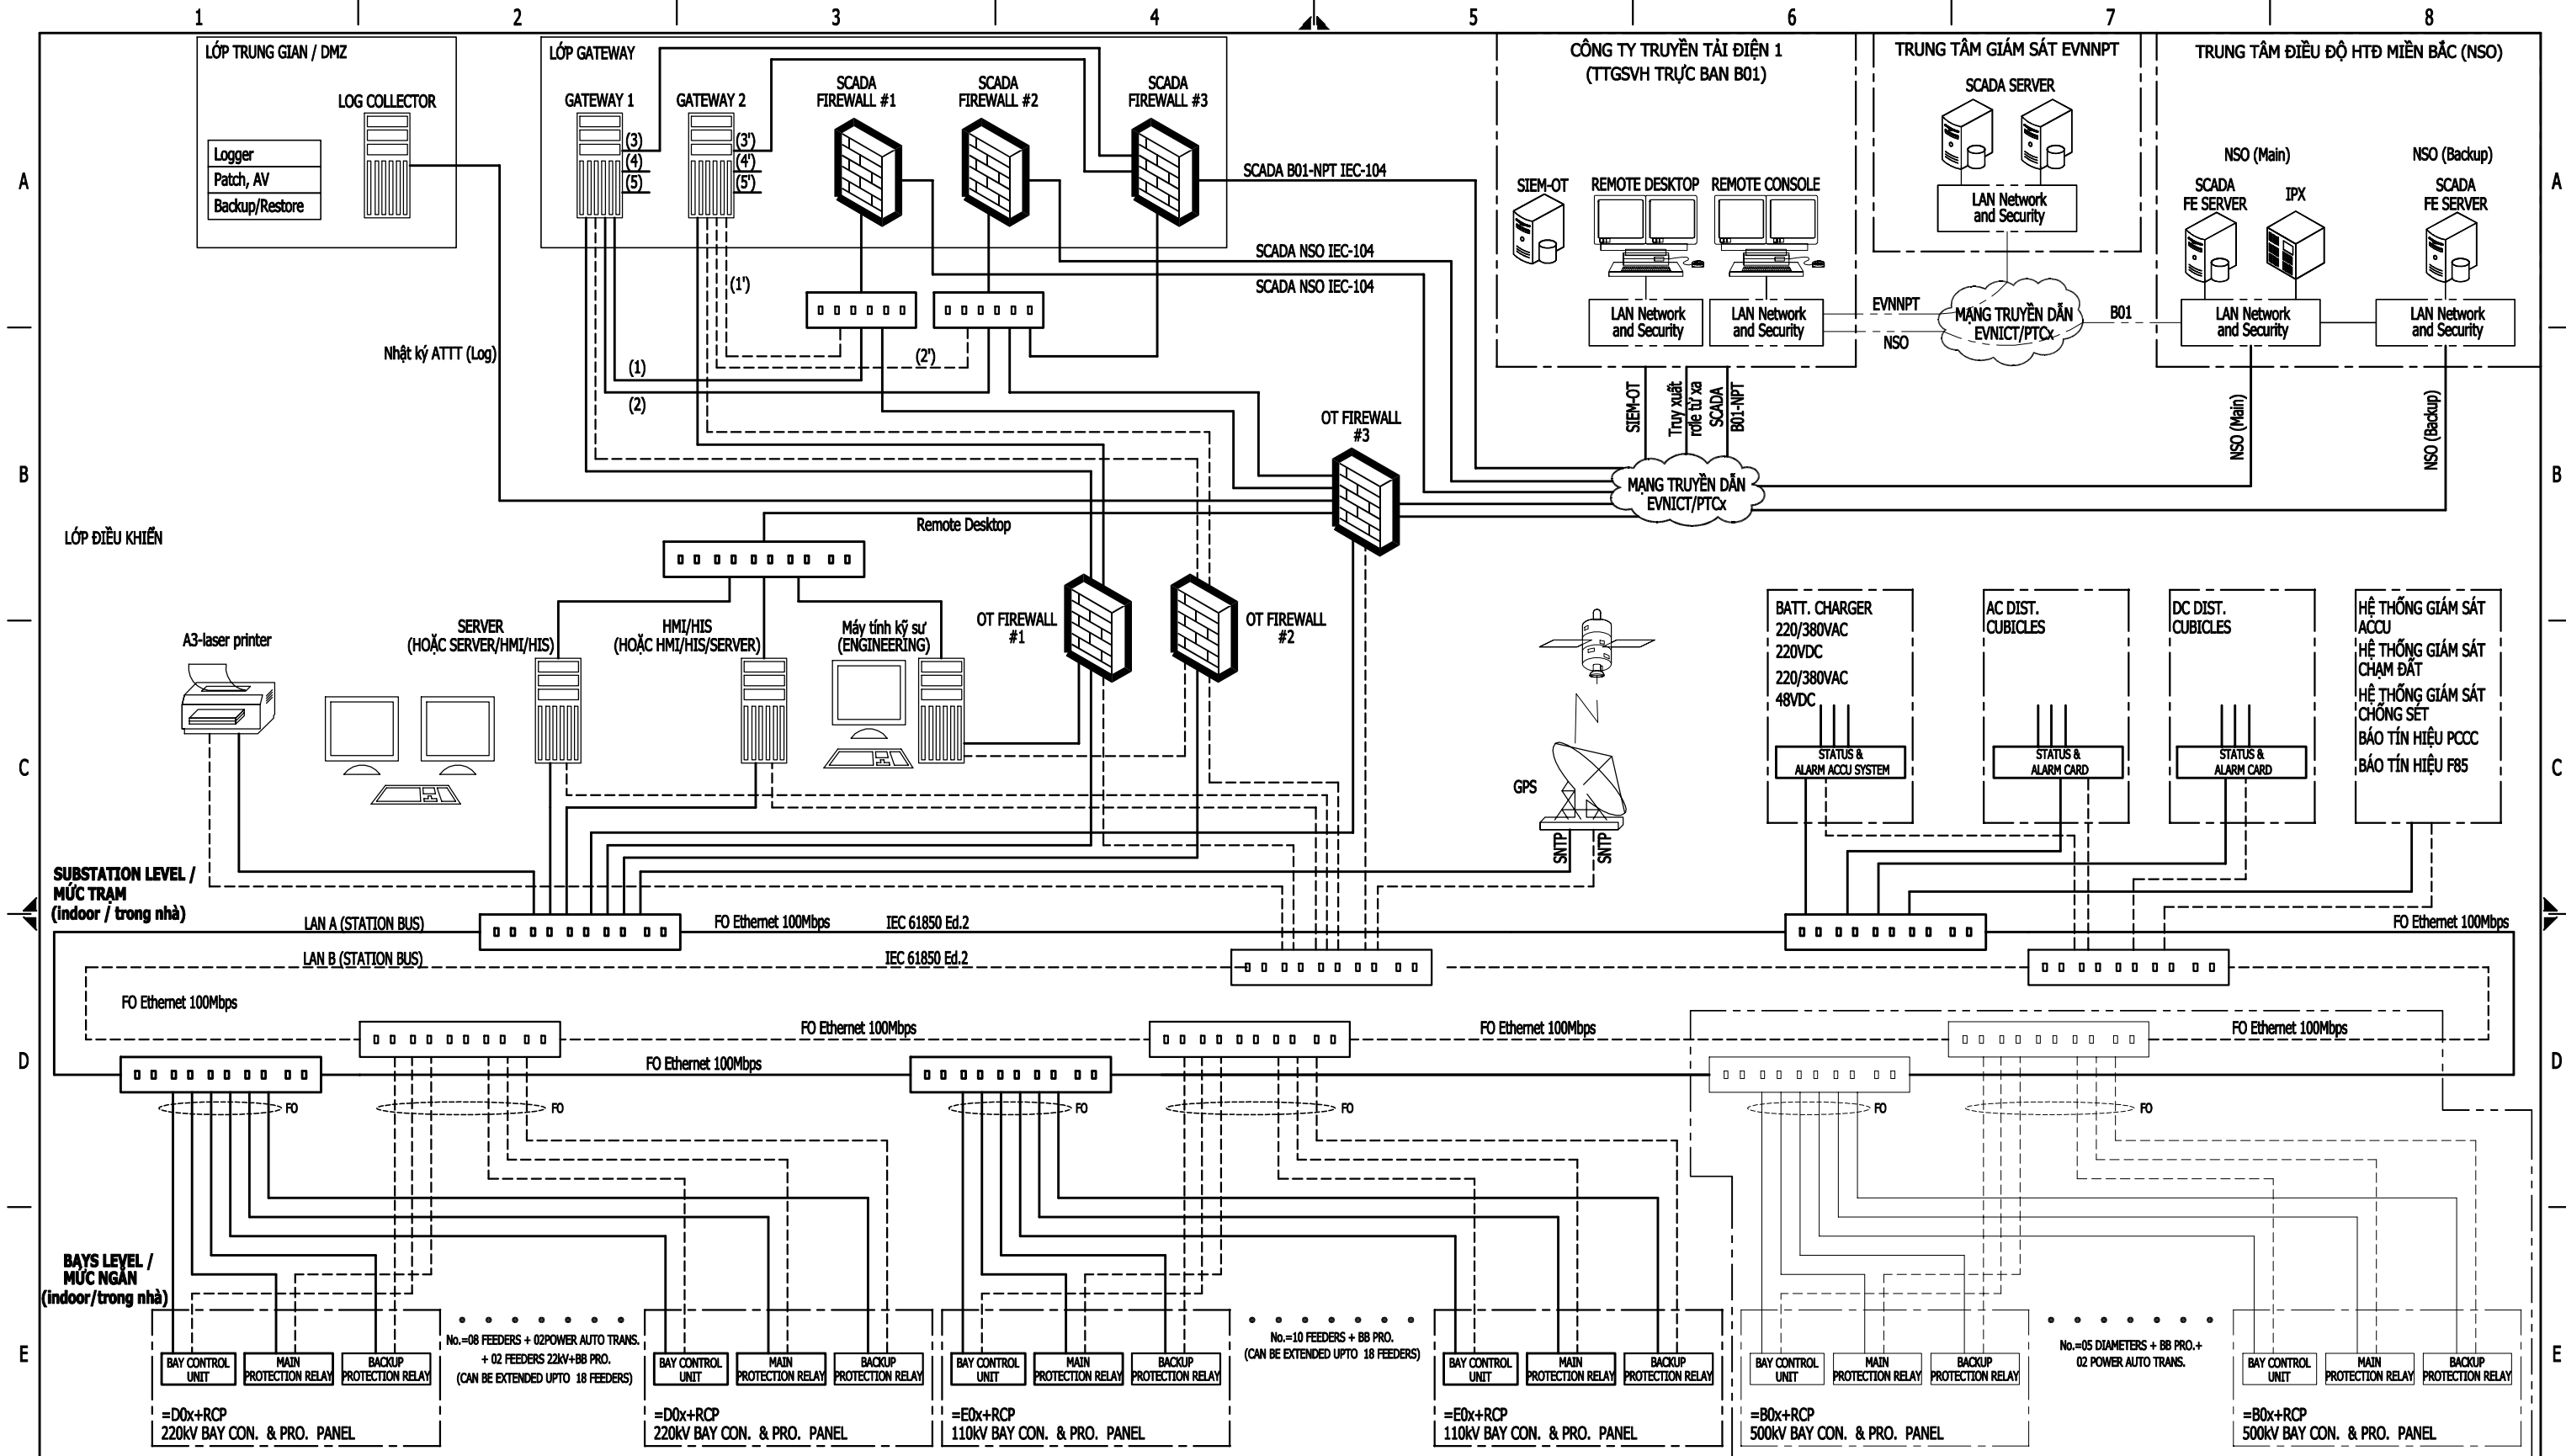 1 2 3 4 5 6 7 8
A
B
C
D
E
A
B
C
E
D
LỚP TRUNG GIAN / DMZ
LOG COLLECTOR
Logger
Patch, AV
Backup/Restore
LỚP GATEWAY
GATEWAY 1
GATEWAY 2
(3)
(4)
(5)
(3')
(4')
(5')
SCADA
FIREWALL #1
SCADA
FIREWALL #2
SCADA
FIREWALL #3
SCADA B01-NPT IEC-104
SCADA NSO IEC-104
SCADA NSO IEC-104
(1')
(2')
(1)
(2)
Nhật ký ATTT (Log)
CÔNG TY TRUYỀN TẢI ĐIỆN 1
(TTGSVH TRỰC BAN B01)
SIEM-OT
REMOTE DESKTOP
REMOTE CONSOLE
LAN Network
and Security
LAN Network
and Security
TRUNG TÂM GIÁM SÁT EVNNPT
SCADA SERVER
LAN Network
and Security
EVNNPT
NSO
MẠNG TRUYỀN DẪN
EVNICT/PTCx
B01
TRUNG TÂM ĐIỀU ĐỘ HTĐ MIỀN BẮC (NSO)
NSO (Main)
NSO (Backup)
SCADA
FE SERVER
IPX
SCADA
FE SERVER
LAN Network
and Security
LAN Network
and Security
SIEM-OT
Truy xuất
rơle từ xa
SCADA
B01-NPT
NSO (Main)
NSO (Backup)
MẠNG TRUYỀN DẪN
EVNICT/PTCx
OT FIREWALL
#3
Remote Desktop
LỚP ĐIỀU KHIỂN
A3-laser printer
SERVER
(HOẶC SERVER/HMI/HIS)
HMI/HIS
(HOẶC HMI/HIS/SERVER)
Máy tính kỹ sư
(ENGINEERING)
OT FIREWALL
#1
OT FIREWALL
#2
GPS
SNTP
SNTP
BATT. CHARGER
220/380VAC
220VDC
220/380VAC
48VDC
STATUS &
ALARM ACCU SYSTEM
AC DIST.
CUBICLES
STATUS &
ALARM CARD
DC DIST.
CUBICLES
STATUS &
ALARM CARD
HỆ THỐNG GIÁM SÁT
ACCU
HỆ THỐNG GIÁM SÁT
CHẠM ĐẤT
HỆ THỐNG GIÁM SÁT
CHỐNG SÉT
BÁO TÍN HIỆU PCCC
BÁO TÍN HIỆU F85
SUBSTATION LEVEL /
MỨC TRẠM
(indoor / trong nhà)
LAN A (STATION BUS)
FO Ethernet 100Mbps
IEC 61850 Ed.2
FO Ethernet 100Mbps
LAN B (STATION BUS)
IEC 61850 Ed.2
FO Ethernet 100Mbps
FO Ethernet 100Mbps
FO Ethernet 100Mbps
FO Ethernet 100Mbps
FO Ethernet 100Mbps
FO
FO
FO
FO
FO
FO
BAYS LEVEL /
MỨC NGĂN
(indoor/trong nhà)
BAY CONTROL
UNIT
MAIN
PROTECTION RELAY
BACKUP
PROTECTION RELAY
=D0x+RCP
220kV BAY CON. & PRO. PANEL
No.=08 FEEDERS + 02POWER AUTO TRANS.
+ 02 FEEDERS 22kV+BB PRO.
(CAN BE EXTENDED UPTO 18 FEEDERS)
BAY CONTROL
UNIT
MAIN
PROTECTION RELAY
BACKUP
PROTECTION RELAY
=D0x+RCP
220kV BAY CON. & PRO. PANEL
BAY CONTROL
UNIT
MAIN
PROTECTION RELAY
BACKUP
PROTECTION RELAY
=E0x+RCP
110kV BAY CON. & PRO. PANEL
No.=10 FEEDERS + BB PRO.
(CAN BE EXTENDED UPTO 18 FEEDERS)
BAY CONTROL
UNIT
MAIN
PROTECTION RELAY
BACKUP
PROTECTION RELAY
=E0x+RCP
110kV BAY CON. & PRO. PANEL
BAY CONTROL
UNIT
MAIN
PROTECTION RELAY
BACKUP
PROTECTION RELAY
=B0x+RCP
500kV BAY CON. & PRO. PANEL
No.=05 DIAMETERS + BB PRO.+
02 POWER AUTO TRANS.
BAY CONTROL
UNIT
MAIN
PROTECTION RELAY
BACKUP
PROTECTION RELAY
=B0x+RCP
500kV BAY CON. & PRO. PANEL